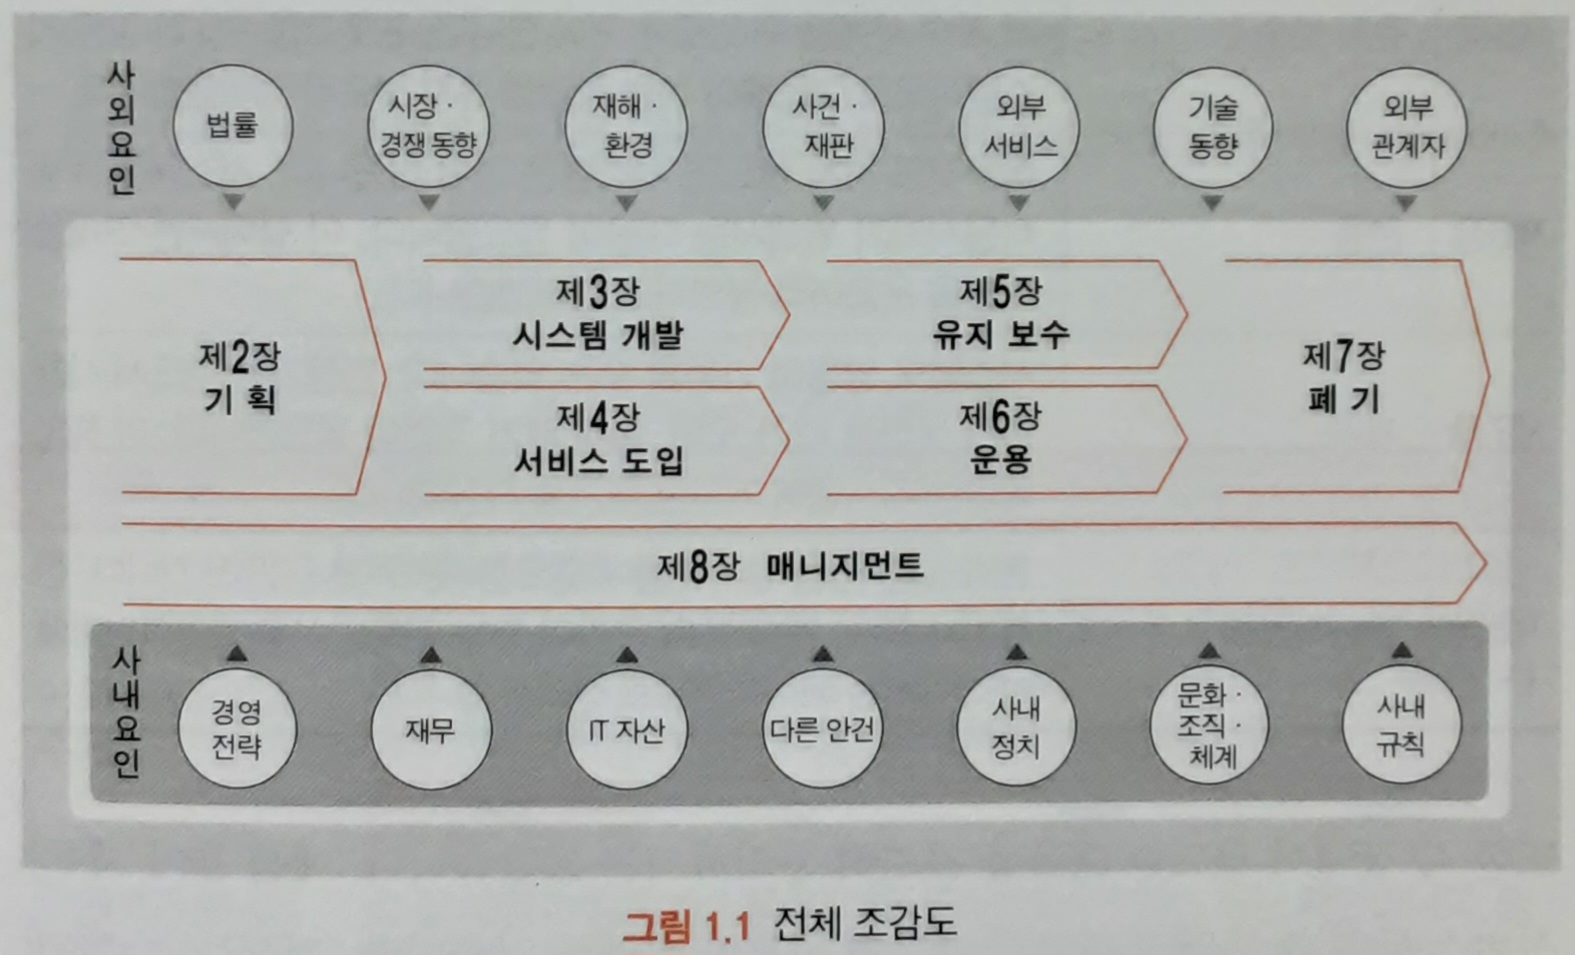 사외요인
법률
시장·
경쟁 동향
재해·
환경
사건·
재판
외부
서비스
기술
동향
외부
관계자
제2장
기 획
제3장
시스템 개발
제4장
서비스 도입
제5장
유지 보수
제6장
운용
제7장
폐 기
제8장 매니지먼트
사내요인
경영
전략
재무
IT 자산
다른 안건
사내
정치
문화·
조직·
체계
사내
규칙
그림 1.1 전체 조감도